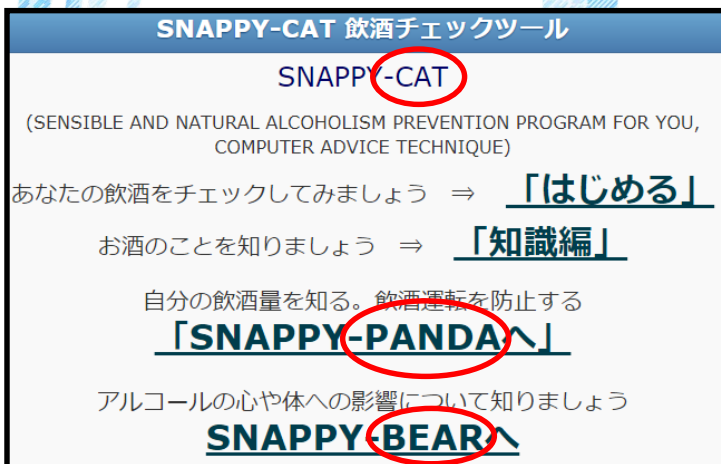 SNAPPY-CAT 飲酒チェックツール
SNAPPY-CAT
(SENSIBLE AND NATURAL ALCOHOLISM PREVENTION PROGRAM FOR YOU,
COMPUTER ADVICE TECHNIQUE)
あなたの飲酒をチェックしてみましょう ⇒ 「はじめる」
お酒のことを知りましょう ⇒ 「知識編」
自分の飲酒量を知る。飲酒運転を防止する
「SNAPPY-PANDAへ」
アルコールの心や体への影響について知りましょう
SNAPPY-BEARへ